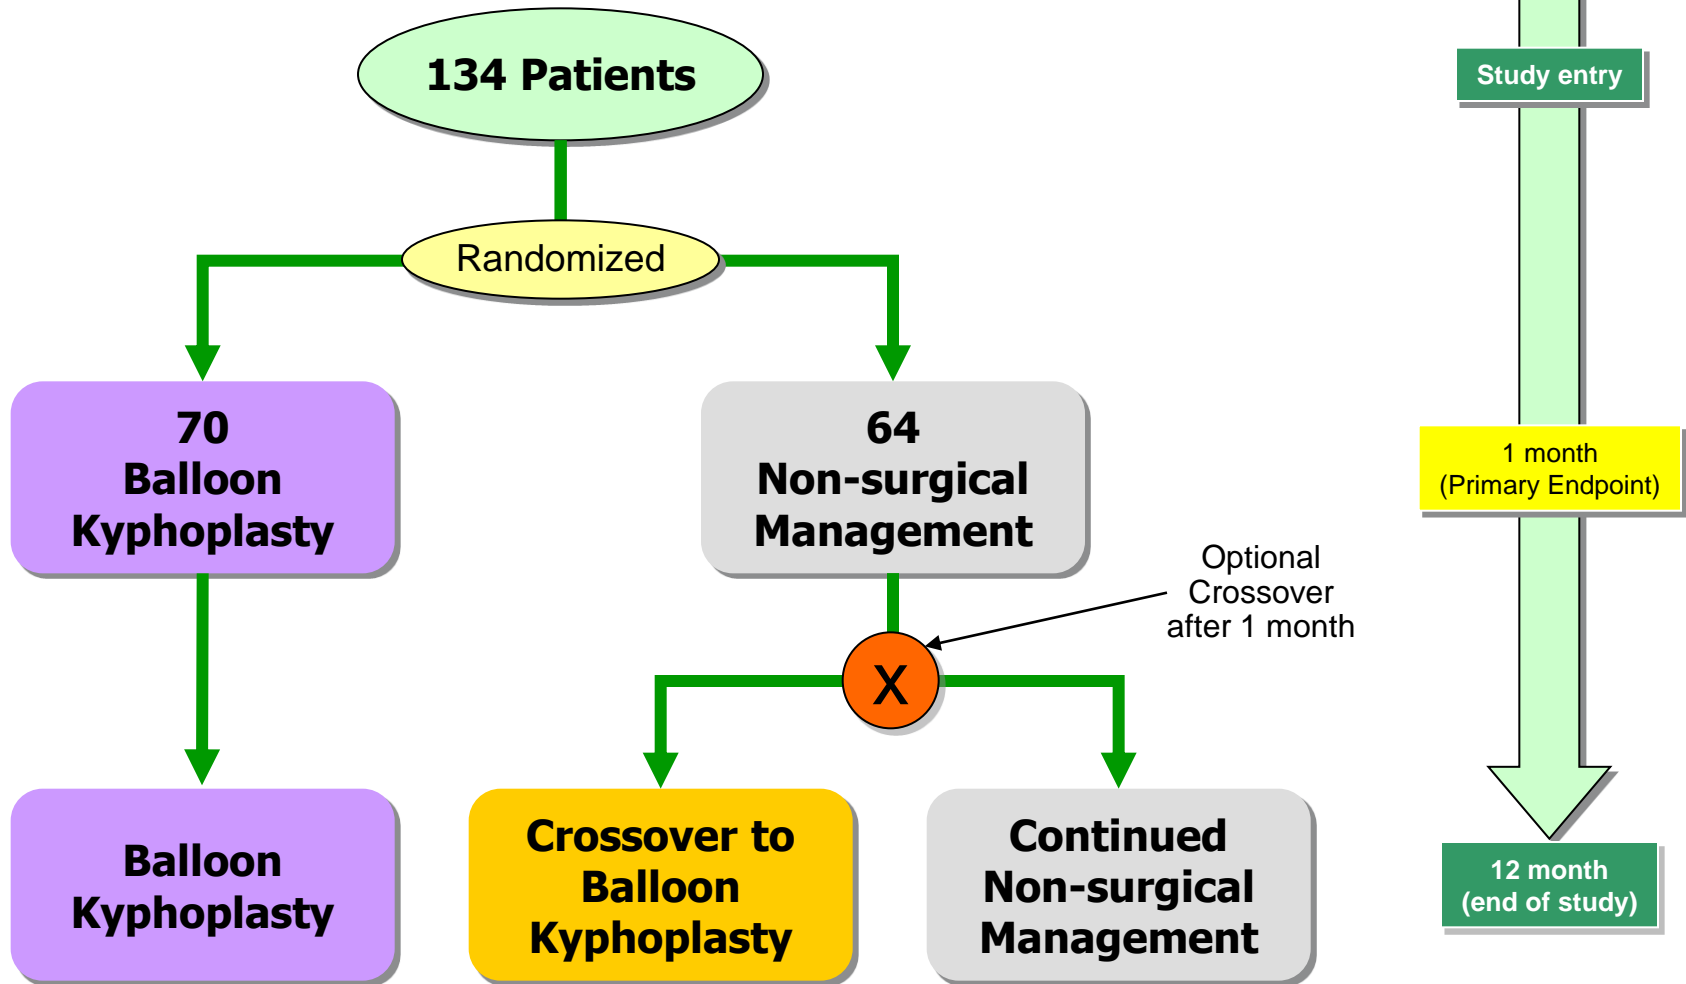 134 Patients
Study entry
Randomized
70
Balloon
Kyphoplasty
64
Non-surgical
Management
1 month
(Primary Endpoint)
Optional
Crossover
after 1 month
X
Balloon
Kyphoplasty
Crossover to
Balloon
Kyphoplasty
Continued
Non-surgical
Management
12 month
(end of study)